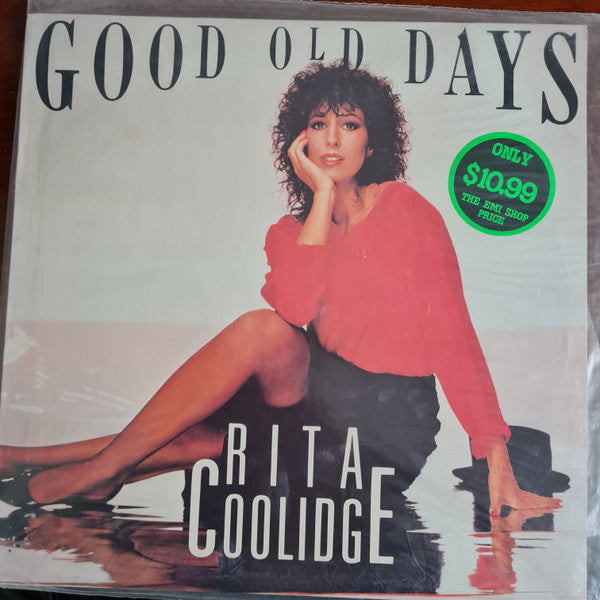 GOOD OLD DAYS
ONLY
$10.99
THE EMI SHOP
PRICE
RITA
COOLIDGE